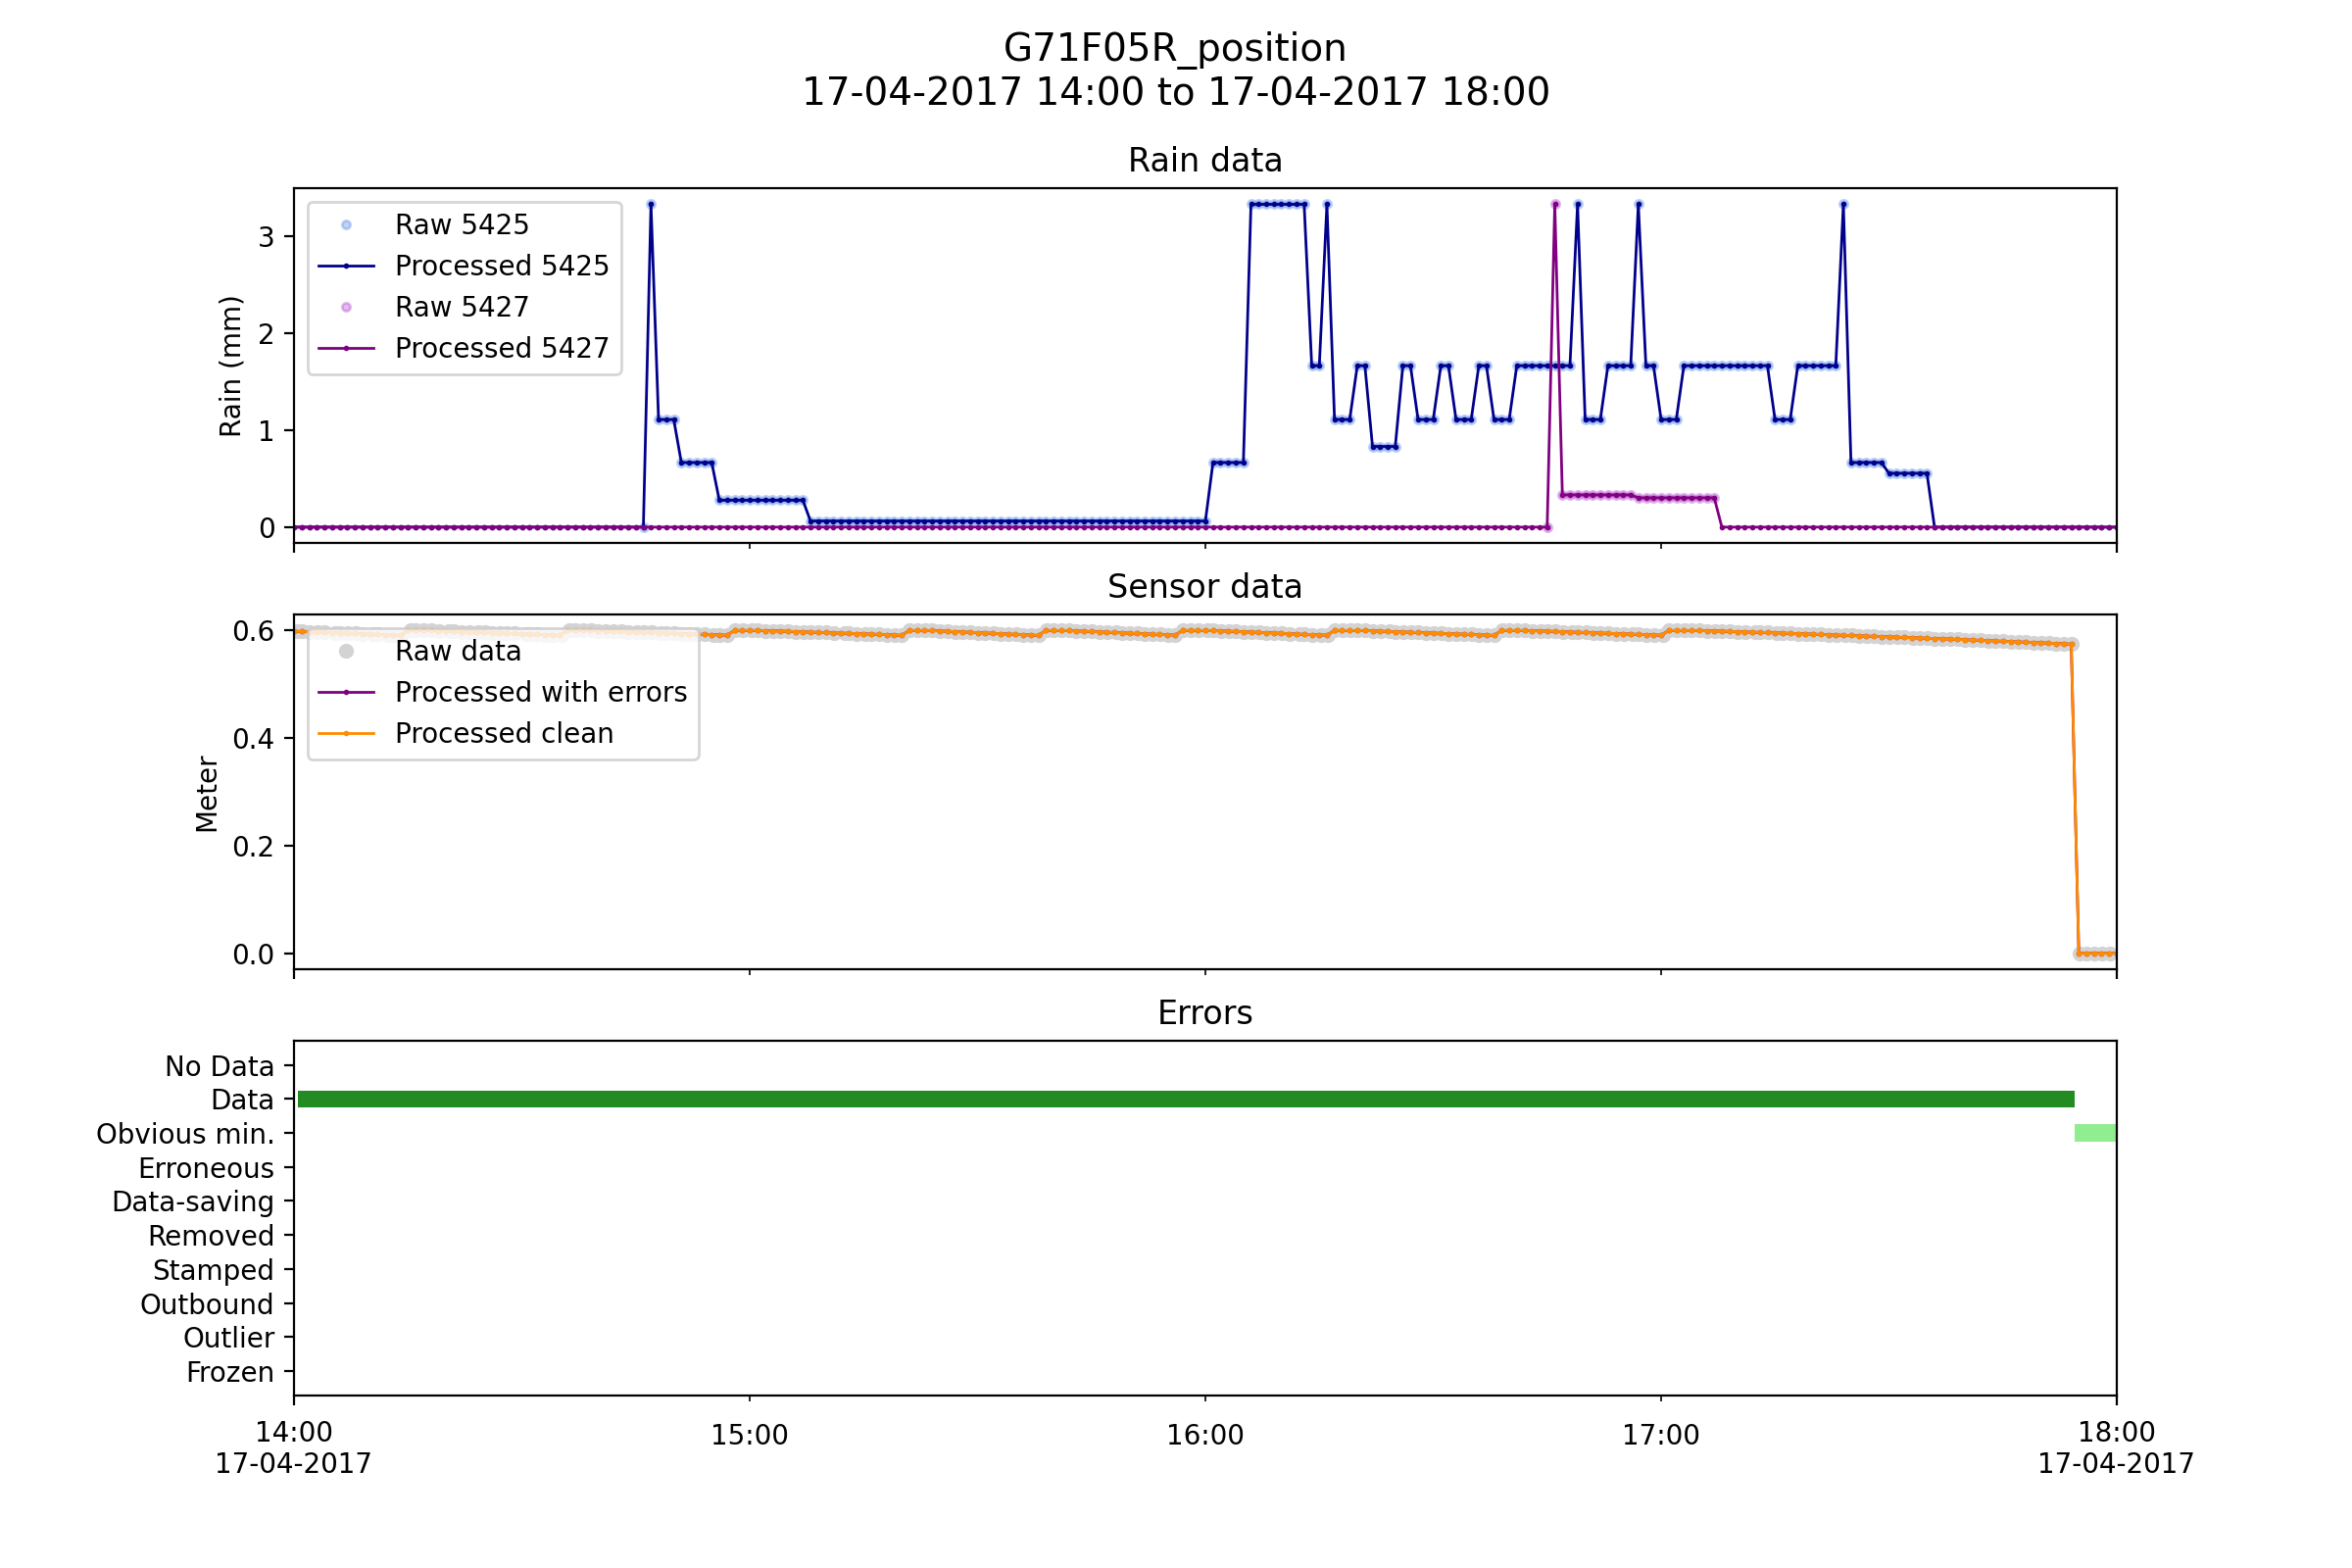 G71F05R_position
17-04-2017 14:00 to 17-04-2017 18:00
Rain data
Rain (mm)
3
2
1
0
Raw 5425
Processed 5425
Raw 5427
Processed 5427
Sensor data
Meter
0.6
0.4
0.2
0.0
Raw data
Processed with errors
Processed clean
Errors
No Data
Data
Obvious min.
Erroneous
Data-saving
Removed
Stamped
Outbound
Outlier
Frozen
14:00 15:00 16:00 17:00 18:00
17-04-2017 17-04-2017